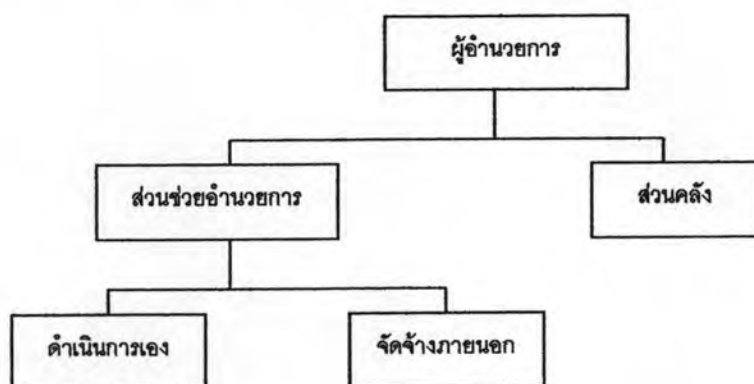 ผู้อำนวยการ
ส่วนช่วยอำนวยการ
ส่วนคลัง
ดำเนินการเอง
จัดจ้างภายนอก